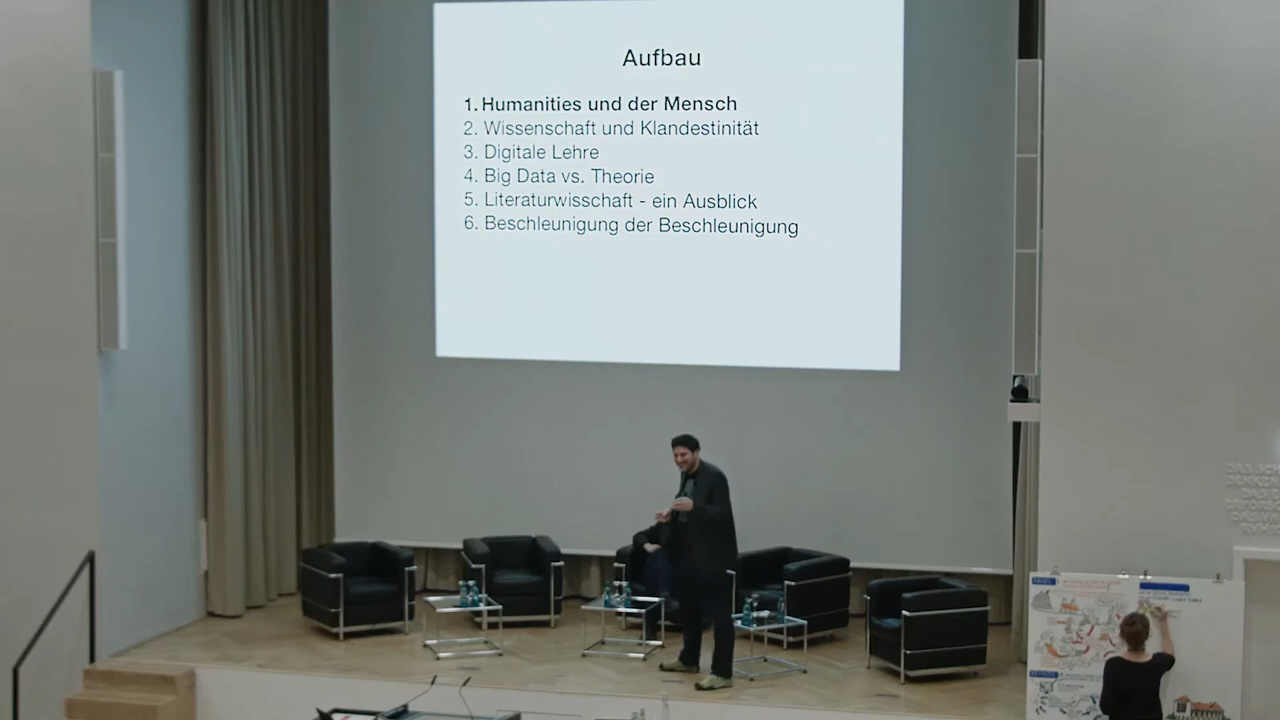 Aufbau
1. Humanities und der Mensch
2. Wissenschaft und Klandestinität
3. Digitale Lehre
4. Big Data vs. Theorie
5. Literaturwisschaft - ein Ausblick
6. Beschleunigung der Beschleunigung